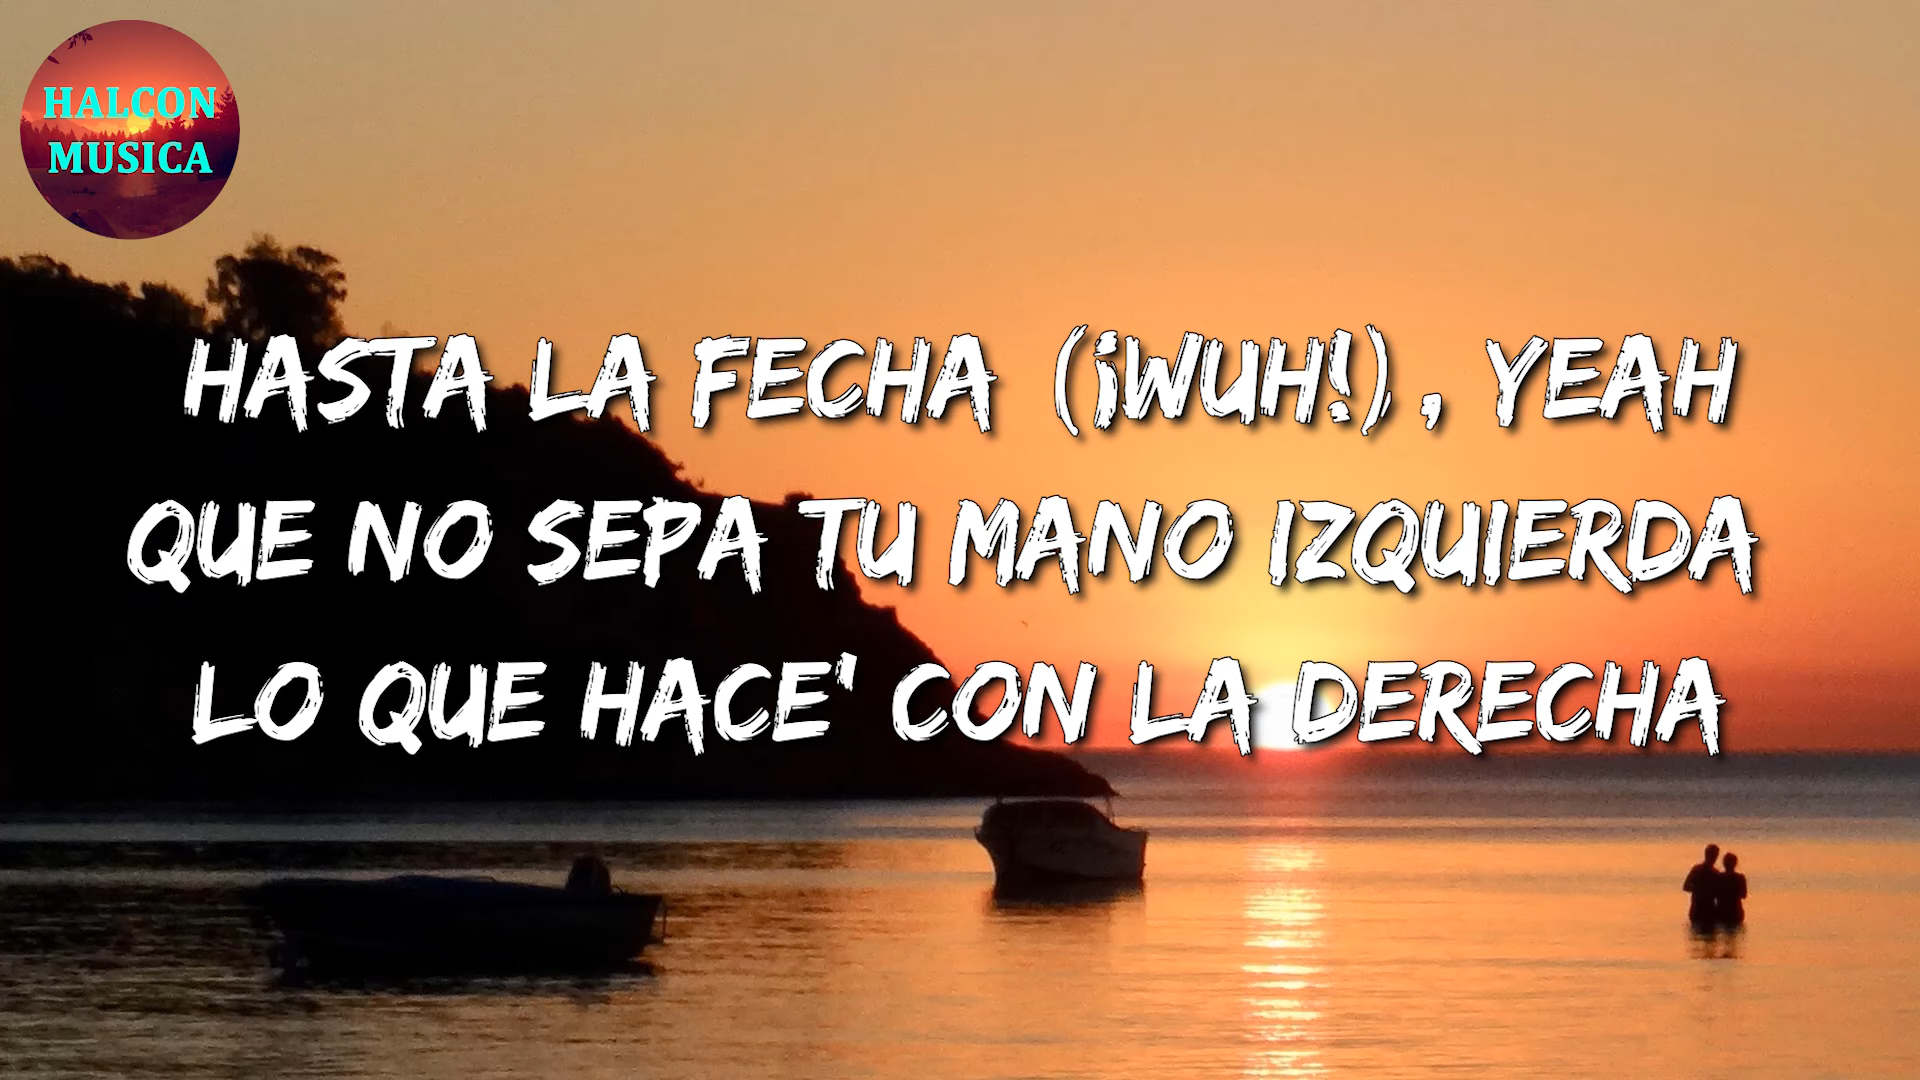 HALCON
MUSICA
HASTA LA FECHA (¡WUH!), YEAH
QUE NO SEPA TU MANO IZQUIERDA
LO QUE HACE' CON LA DERECHA